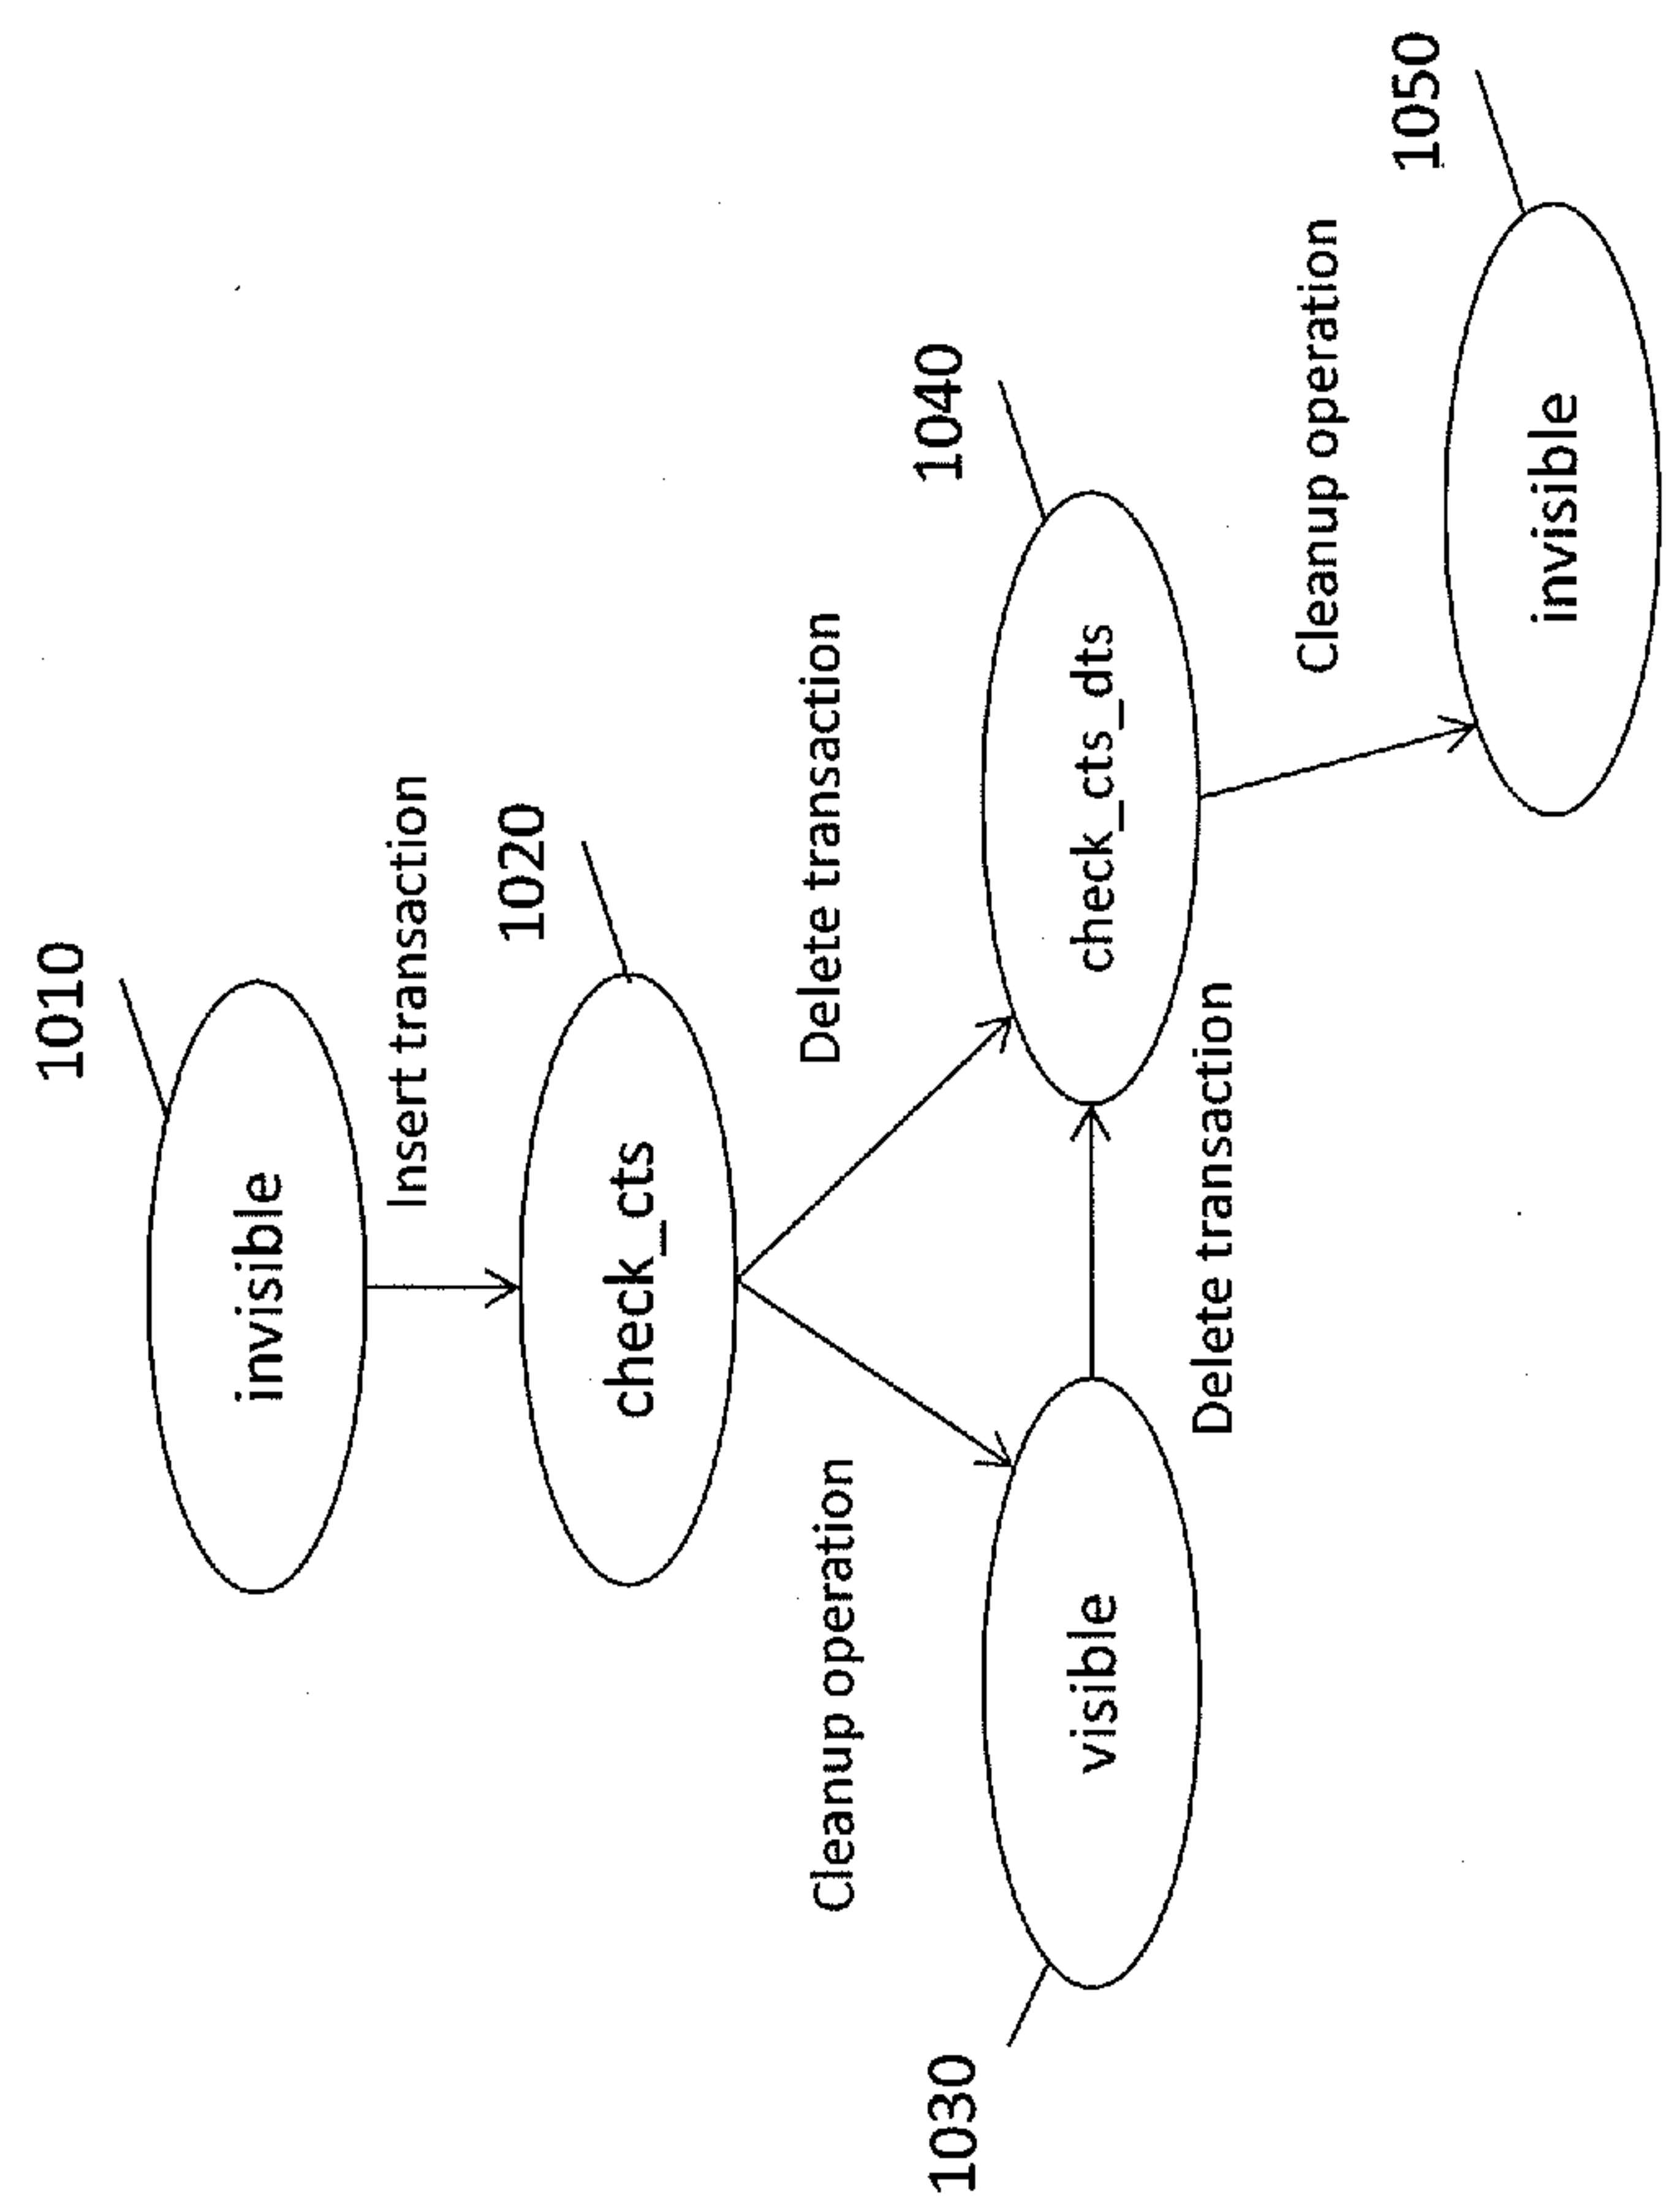 1010
invisible
Insert transaction
1020
check_cts
Cleanup operation
Delete transaction
1030
visible
1040
check_cts_dts
Delete transaction
Cleanup operation
1050
invisible